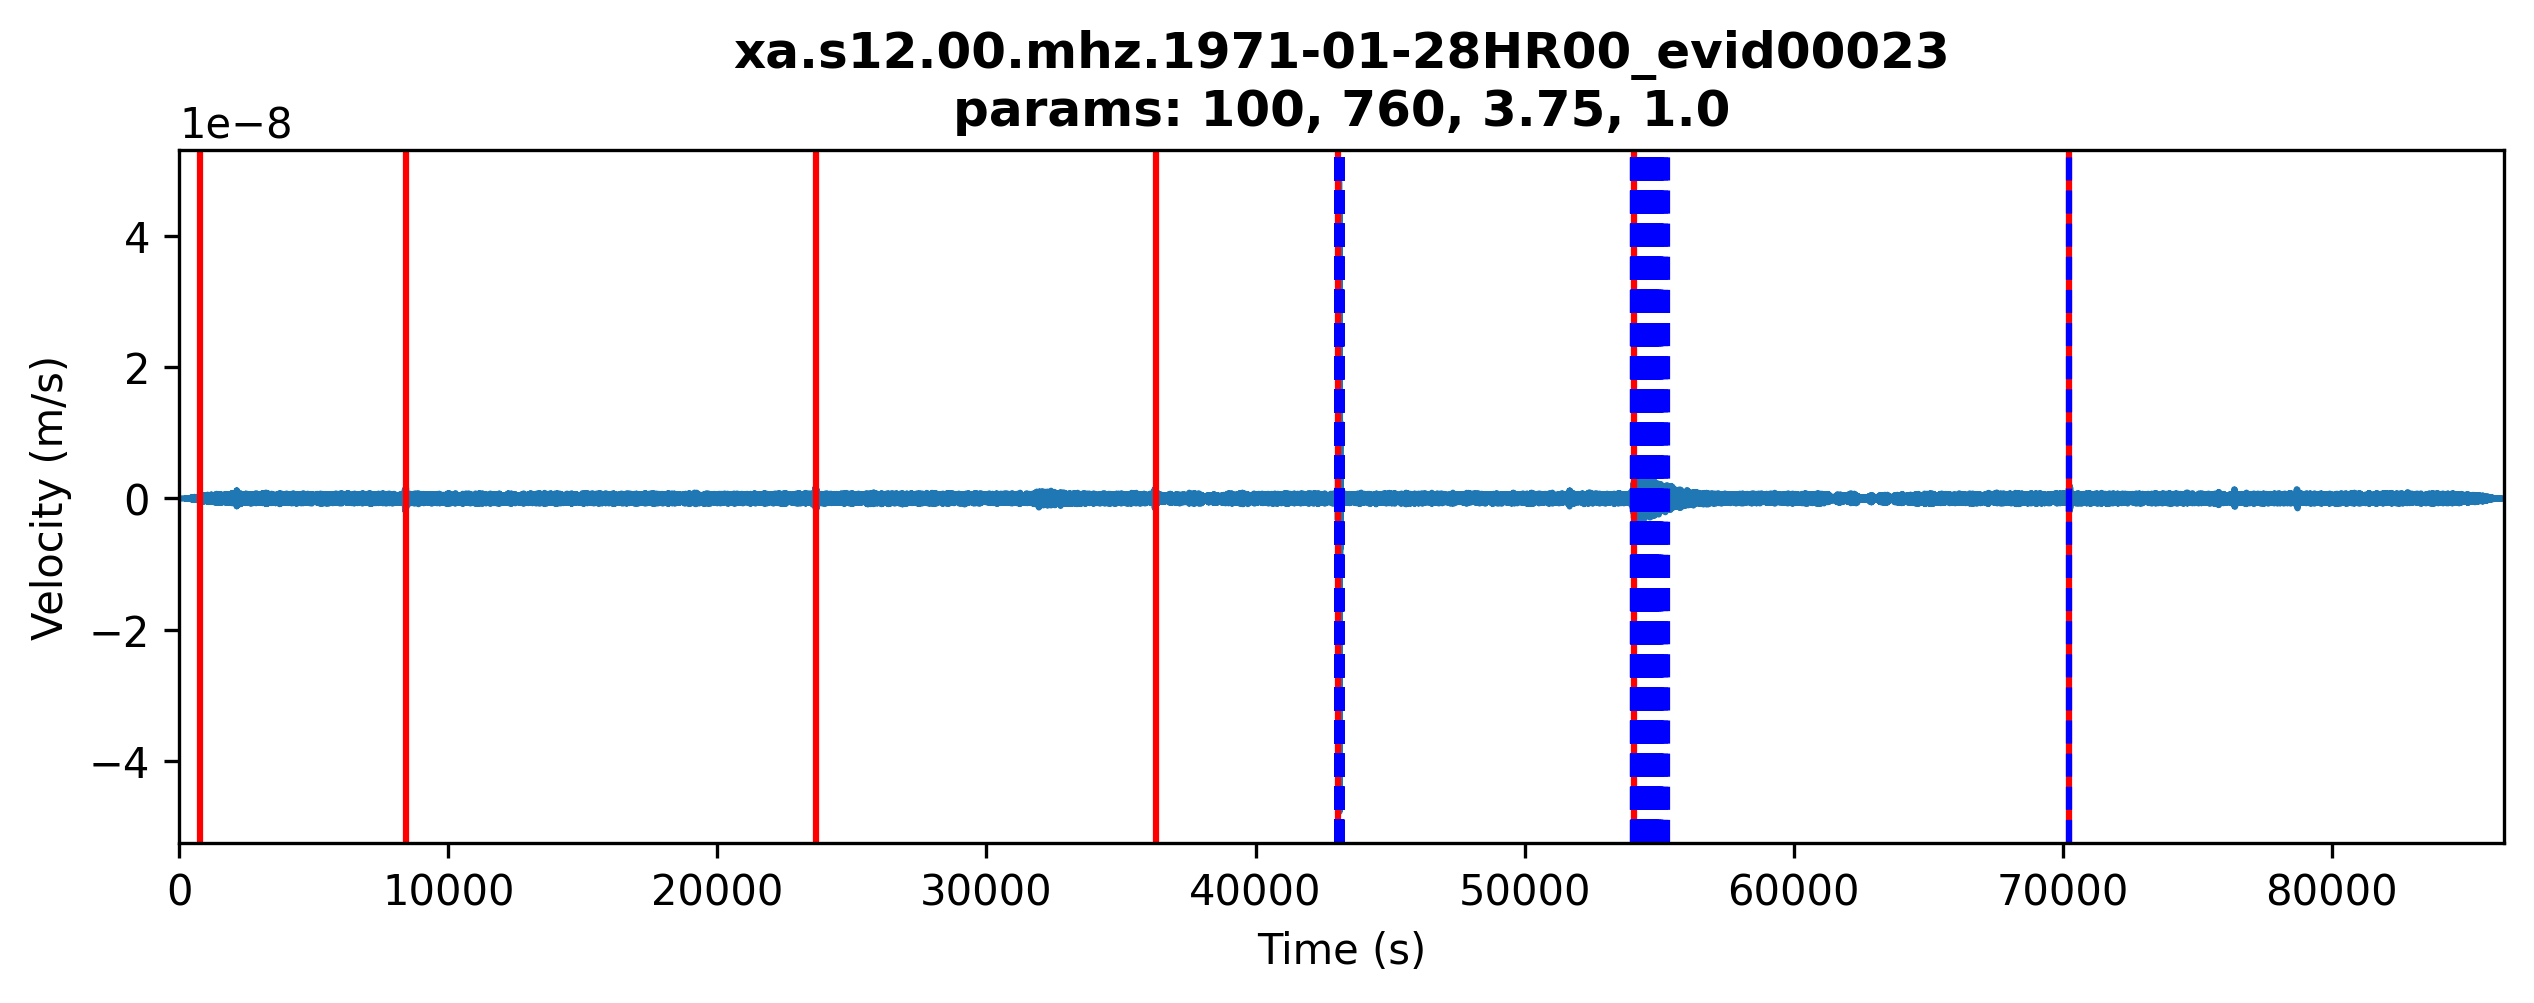 xa.s12.00.mhz.1971-01-28HR00_evid00023
params: 100, 760, 3.75, 1.0
1e−8
4
2
0
−2
−4
Velocity (m/s)
0 10000 20000 30000 40000 50000 60000 70000 80000
Time (s)